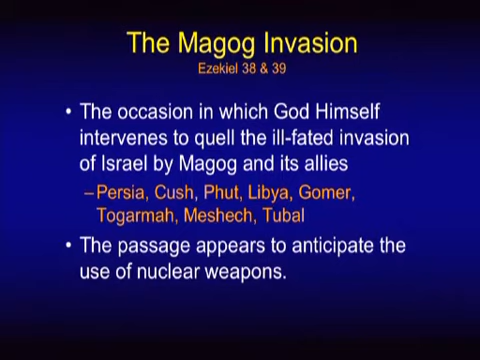 The Magog Invasion
Ezekiel 38 & 39
• The occasion in which God Himself
intervenes to quell the ill-fated invasion
of Israel by Magog and its allies
–Persia, Cush, Phut, Libya, Gomer,
Togarmah, Meshech, Tubal
• The passage appears to anticipate the
use of nuclear weapons.